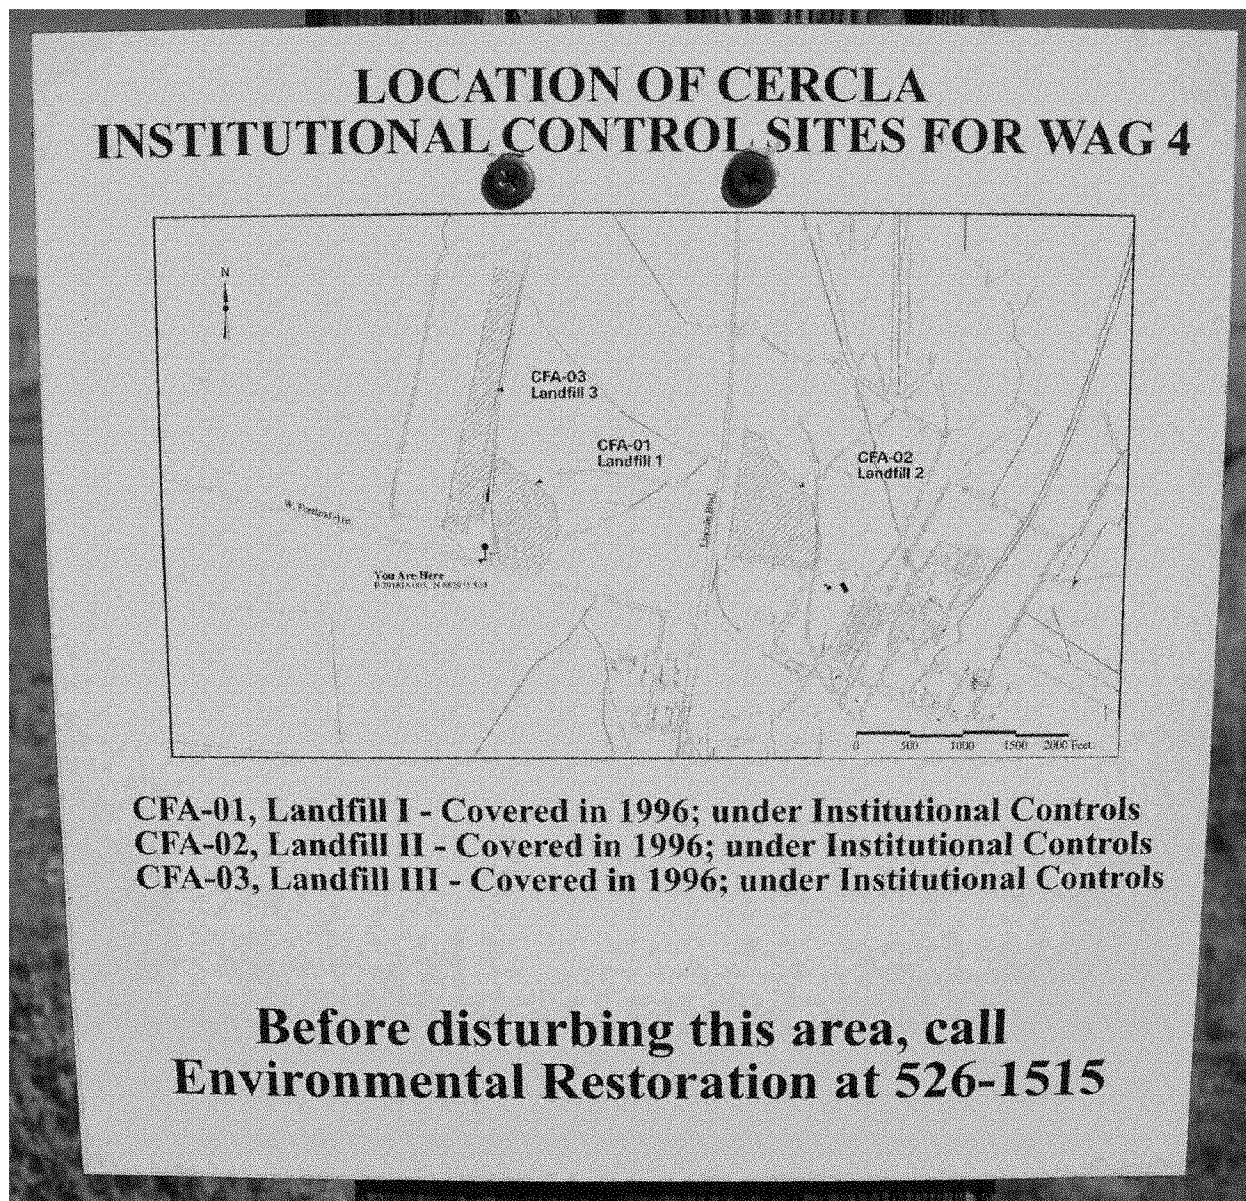 LOCATION OF CERCLA
INSTITUTIONAL CONTROL SITES FOR WAG 4
N
CFA-03
Landfill 3
CFA-01
Landfill 1
CFA-02
Landfill 2
W.
Lincoln Blvd
You Are Here
0 500 1000 1500 2000 Feet
CFA-01, Landfill I - Covered in 1996; under Institutional Controls
CFA-02, Landfill II - Covered in 1996; under Institutional Controls
CFA-03, Landfill III - Covered in 1996; under Institutional Controls
Before disturbing this area, call
Environmental Restoration at 526-1515